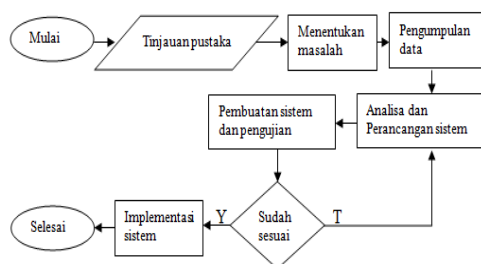 Mulai
Tinjauan pustaka
Menentukan
masalah
Pengumpulan
data
Analisa dan
Perancangan sistem
Pembuatan sistem
dan pengujian
Sudah
sesuai
Y
T
Implementasi
sistem
Selesai